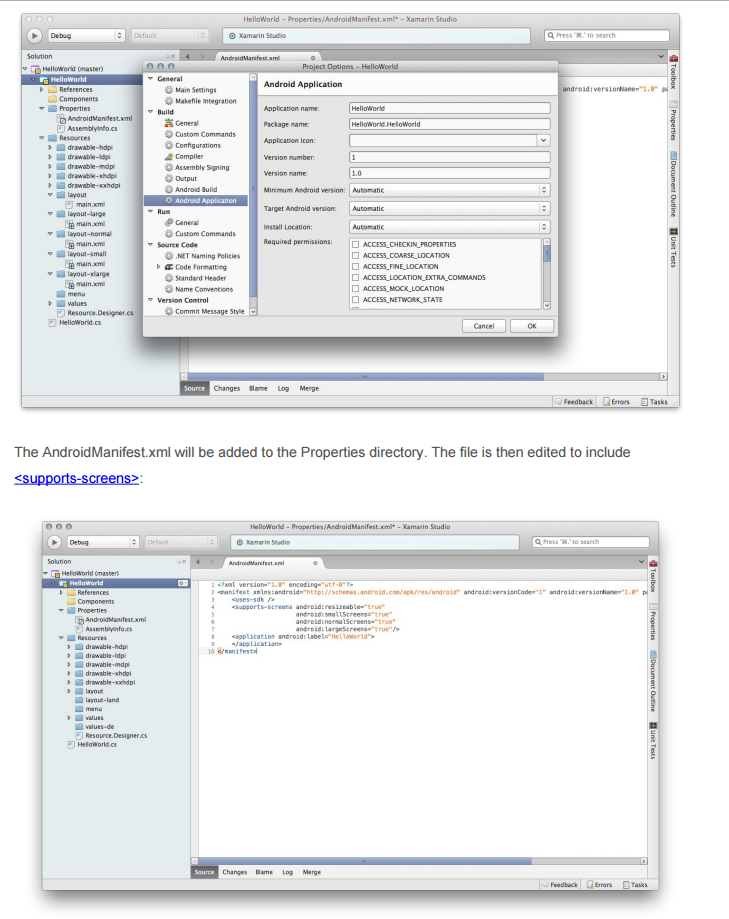 HelloWorld – Properties/AndroidManifest.xml* – Xamarin Studio
Debug
Default
Xamarin Studio
Press '⌘.' to search
Solution
AndroidManifest.xml
HelloWorld (master)
HelloWorld
References
Components
Properties
AndroidManifest.xml
AssemblyInfo.cs
Resources
drawable-hdpi
drawable-ldpi
drawable-mdpi
drawable-xhdpi
drawable-xxhdpi
layout
main.xml
layout-large
main.xml
layout-normal
main.xml
layout-small
main.xml
layout-xlarge
main.xml
menu
values
Resource.Designer.cs
HelloWorld.cs
Project Options – HelloWorld
General
Main Settings
Makefile Integration
Build
General
Custom Commands
Configurations
Compiler
Assembly Signing
Output
Android Build
Android Application
Run
General
Custom Commands
Source Code
.NET Naming Policies
Code Formatting
Standard Header
Name Conventions
Version Control
Commit Message Style
Android Application
Application name: HelloWorld
Package name: HelloWorld.HelloWorld
Application Icon:
Version number: 1
Version name: 1.0
Minimum Android version: Automatic
Target Android version: Automatic
Install Location: Automatic
Required permissions:
ACCESS_CHECKIN_PROPERTIES
ACCESS_COARSE_LOCATION
ACCESS_FINE_LOCATION
ACCESS_LOCATION_EXTRA_COMMANDS
ACCESS_MOCK_LOCATION
ACCESS_NETWORK_STATE
Cancel OK
android:versionName="1.0" pa
Toolbox
Properties
Document Outline
Unit Tests
Source Changes Blame Log Merge
Feedback Errors Tasks
The AndroidManifest.xml will be added to the Properties directory. The file is then edited to include
<supports-screens>:
HelloWorld – Properties/AndroidManifest.xml* – Xamarin Studio
Debug
Default
Xamarin Studio
Press '⌘.' to search
Solution
AndroidManifest.xml
HelloWorld (master)
HelloWorld
References
Components
Properties
AndroidManifest.xml
AssemblyInfo.cs
Resources
drawable-hdpi
drawable-ldpi
drawable-mdpi
drawable-xhdpi
drawable-xxhdpi
layout
layout-land
menu
values
values-de
Resource.Designer.cs
HelloWorld.cs
1 <?xml version="1.0" encoding="utf-8"?>
2 <manifest xmlns:android="http://schemas.android.com/apk/res/android" android:versionCode="1" android:versionName="1.0" pa
3 <uses-sdk />
4 <supports-screens android:resizeable="true"
5 android:smallScreens="true"
6 android:normalScreens="true"
7 android:largeScreens="true"/>
8 <application android:label="HelloWorld">
9 </application>
10 </manifest>
Toolbox
Properties
Document Outline
Unit Tests
Source Changes Blame Log Merge
Feedback Errors Tasks